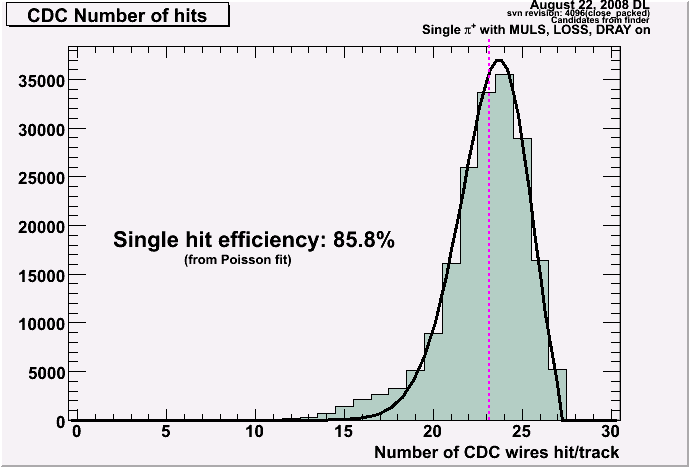 CDC Number of hits
August 22, 2008 DL
svn revision: 4096(close_packed)
Candidates from finder
Single π⁺ with MULS, LOSS, DRAY on
35000
30000
25000
20000
15000
10000
5000
0
Single hit efficiency: 85.8%
(from Poisson fit)
0 5 10 15 20 25 30
Number of CDC wires hit/track